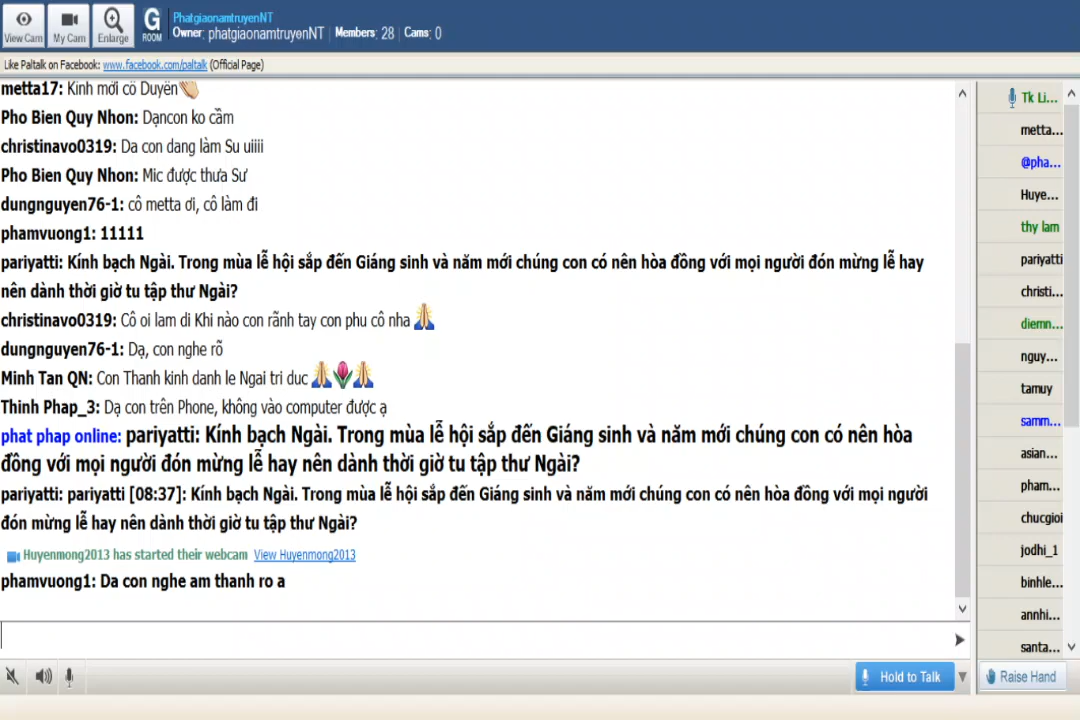 View Cam
My Cam
Enlarge
G
ROOM
PhatgiaonamtruyenNT
Owner: phatgiaonamtruyenNT | Members: 28 | Cams: 0
Like Paltalk on Facebook: www.facebook.com/paltalk (Official Page)
metta17: Kính mời cô Duyên
Pho Bien Quy Nhon: Dạncon ko cầm
christinavo0319: Da con dang làm Su uiiii
Pho Bien Quy Nhon: Mic được thưa Sư
dungnguyen76-1: cô metta ơi, cô làm đi
phamvuong1: 11111
pariyatti: Kính bạch Ngài. Trong mùa lễ hội sắp đến Giáng sinh và năm mới chúng con có nên hòa đồng với mọi người đón mừng lễ hay
nên dành thời giờ tu tập thư Ngài?
christinavo0319: Cô oi lam di Khi nào con rãnh tay con phu cô nha
dungnguyen76-1: Dạ, con nghe rõ
Minh Tan QN: Con Thanh kinh danh le Ngai tri duc
Thinh Phap_3: Dạ con trên Phone, không vào computer được ạ
phat phap online: pariyatti: Kính bạch Ngài. Trong mùa lễ hội sắp đến Giáng sinh và năm mới chúng con có nên hòa
đồng với mọi người đón mừng lễ hay nên dành thời giờ tu tập thư Ngài?
pariyatti: pariyatti [08:37]: Kính bạch Ngài. Trong mùa lễ hội sắp đến Giáng sinh và năm mới chúng con có nên hòa đồng với mọi người
đón mừng lễ hay nên dành thời giờ tu tập thư Ngài?
Huyenmong2013 has started their webcam View Huyenmong2013
phamvuong1: Da con nghe am thanh ro a
Tk Li...
metta...
@pha...
Huye...
thy lam
pariyatti
christi...
diemn...
nguy...
tamuy
samm...
asian...
pham...
chucgioi
jodhi_1
binhle...
annhi...
santa...
Hold to Talk
Raise Hand